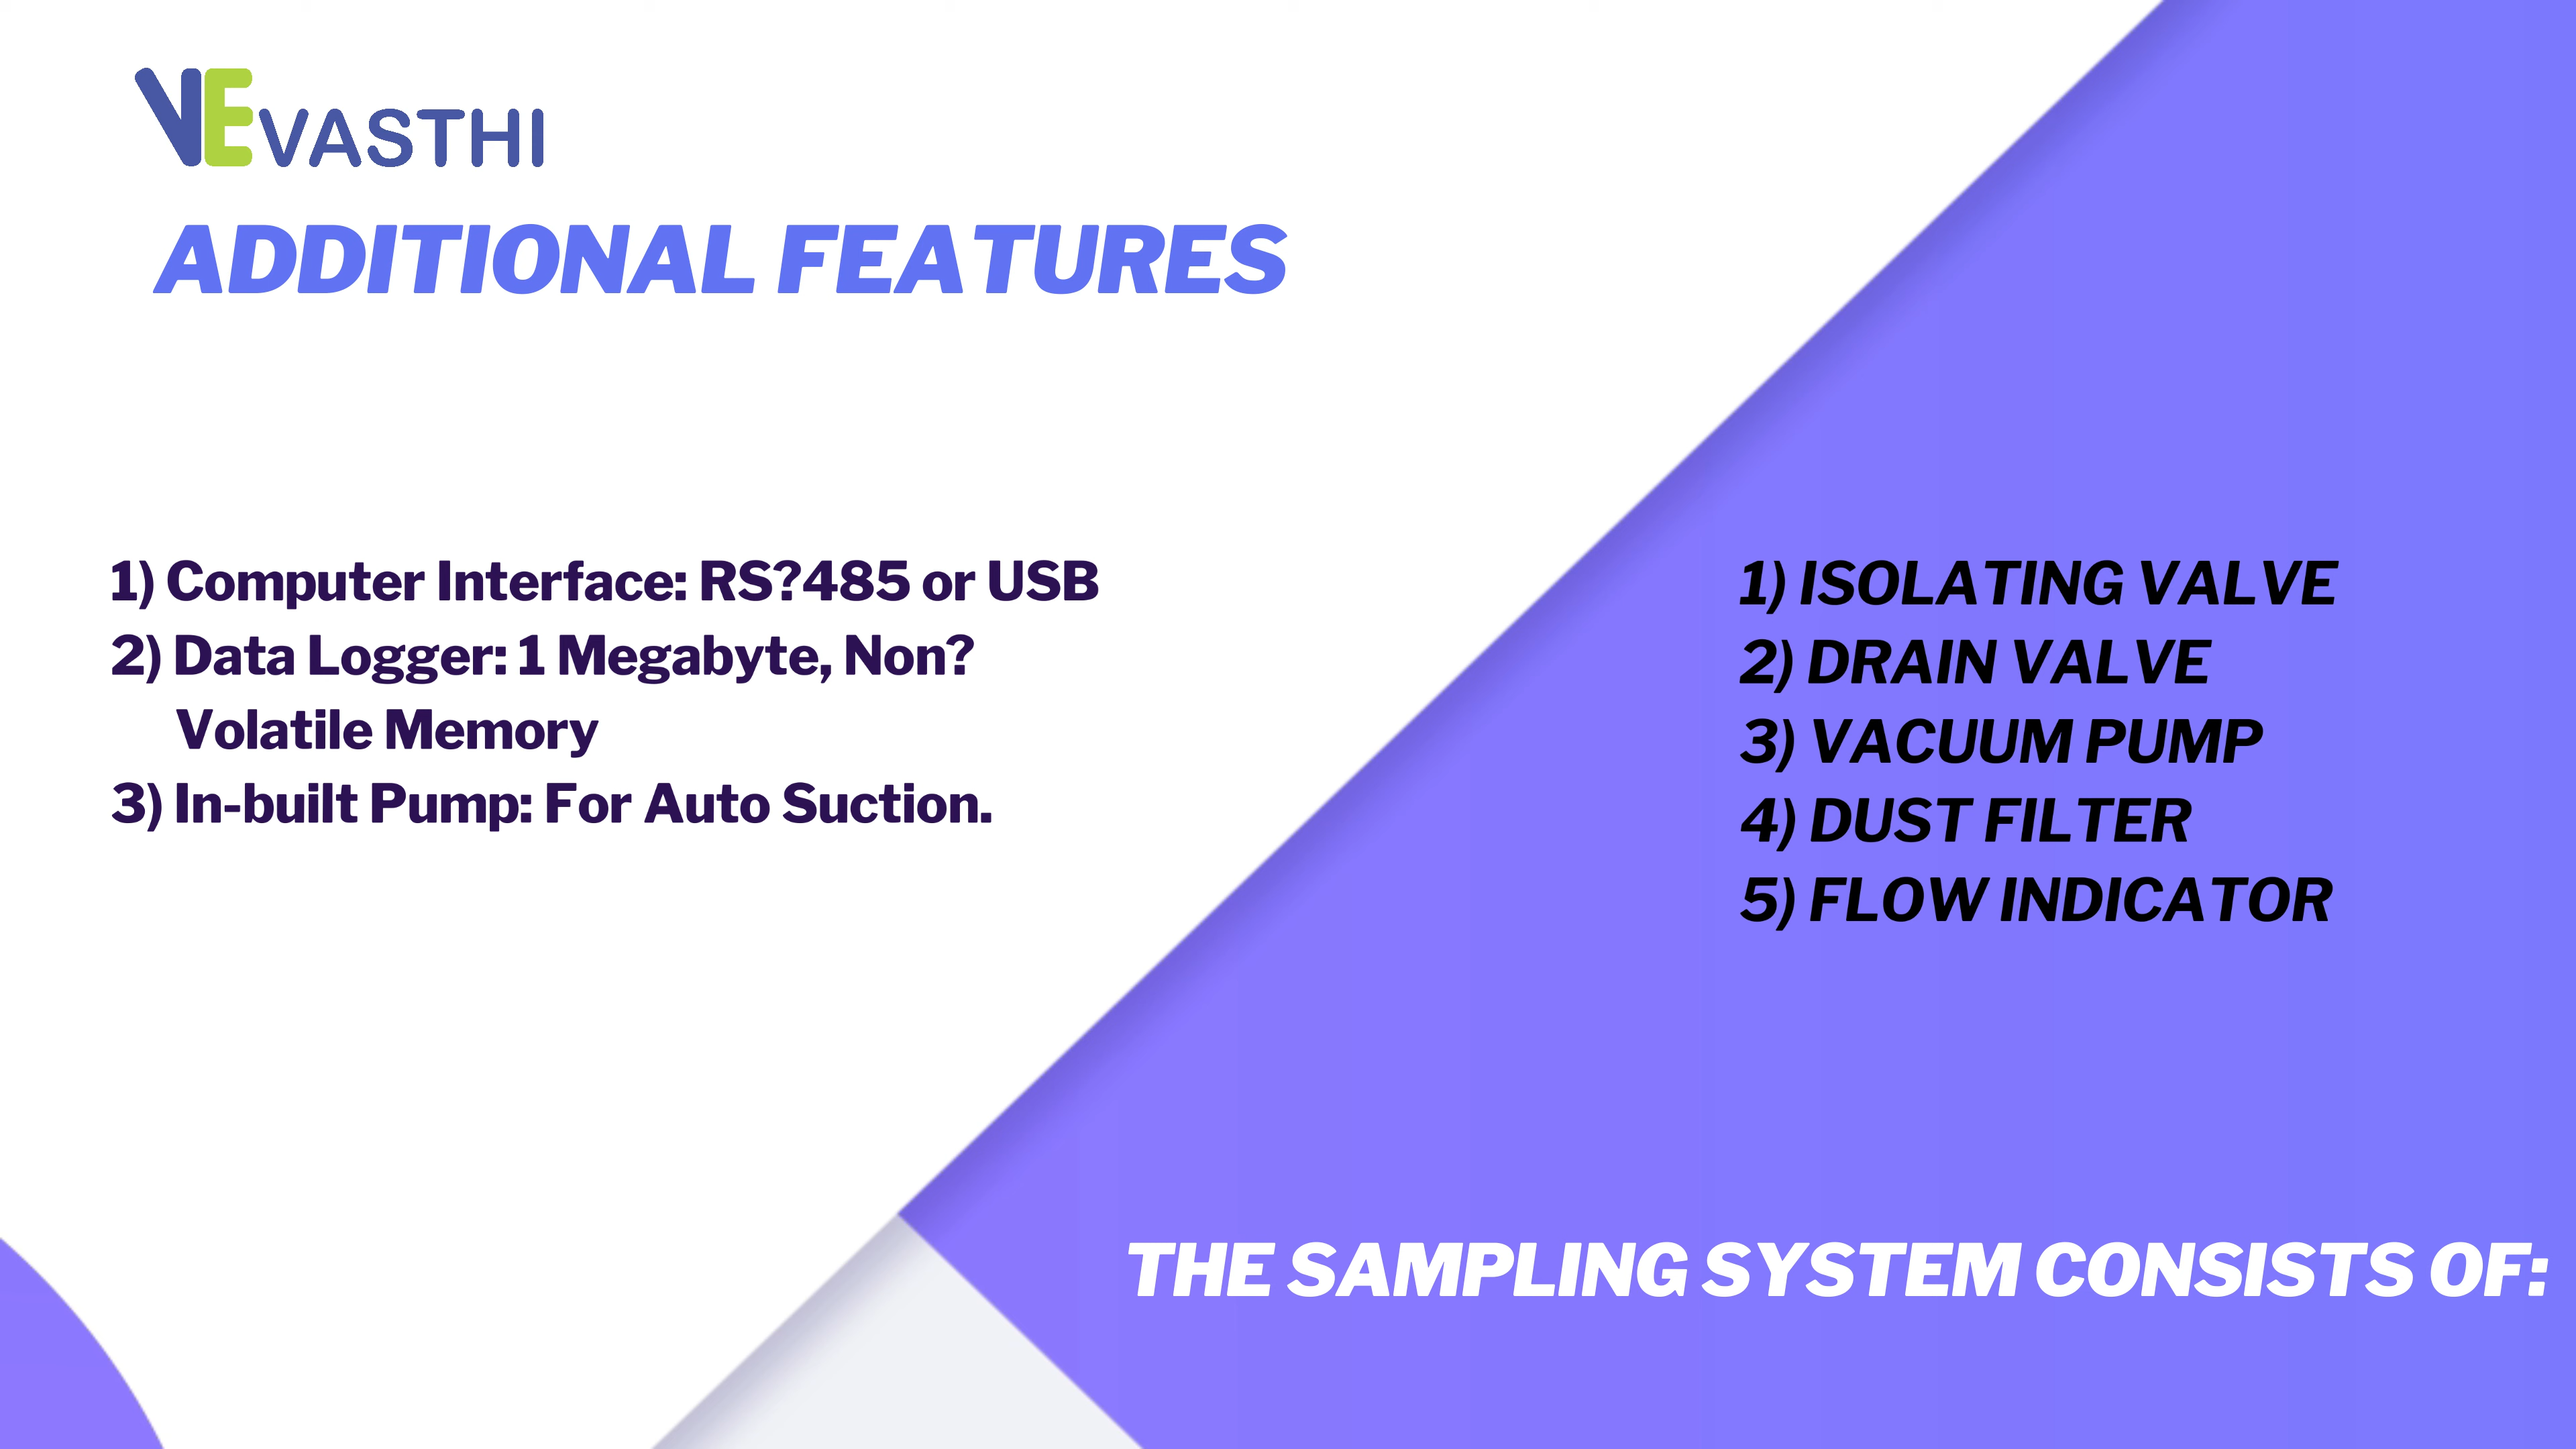 VEVASTHI
ADDITIONAL FEATURES
1) Computer Interface: RS?485 or USB
2) Data Logger: 1 Megabyte, Non?
Volatile Memory
3) In-built Pump: For Auto Suction.
1) ISOLATING VALVE
2) DRAIN VALVE
3) VACUUM PUMP
4) DUST FILTER
5) FLOW INDICATOR
THE SAMPLING SYSTEM CONSISTS OF: